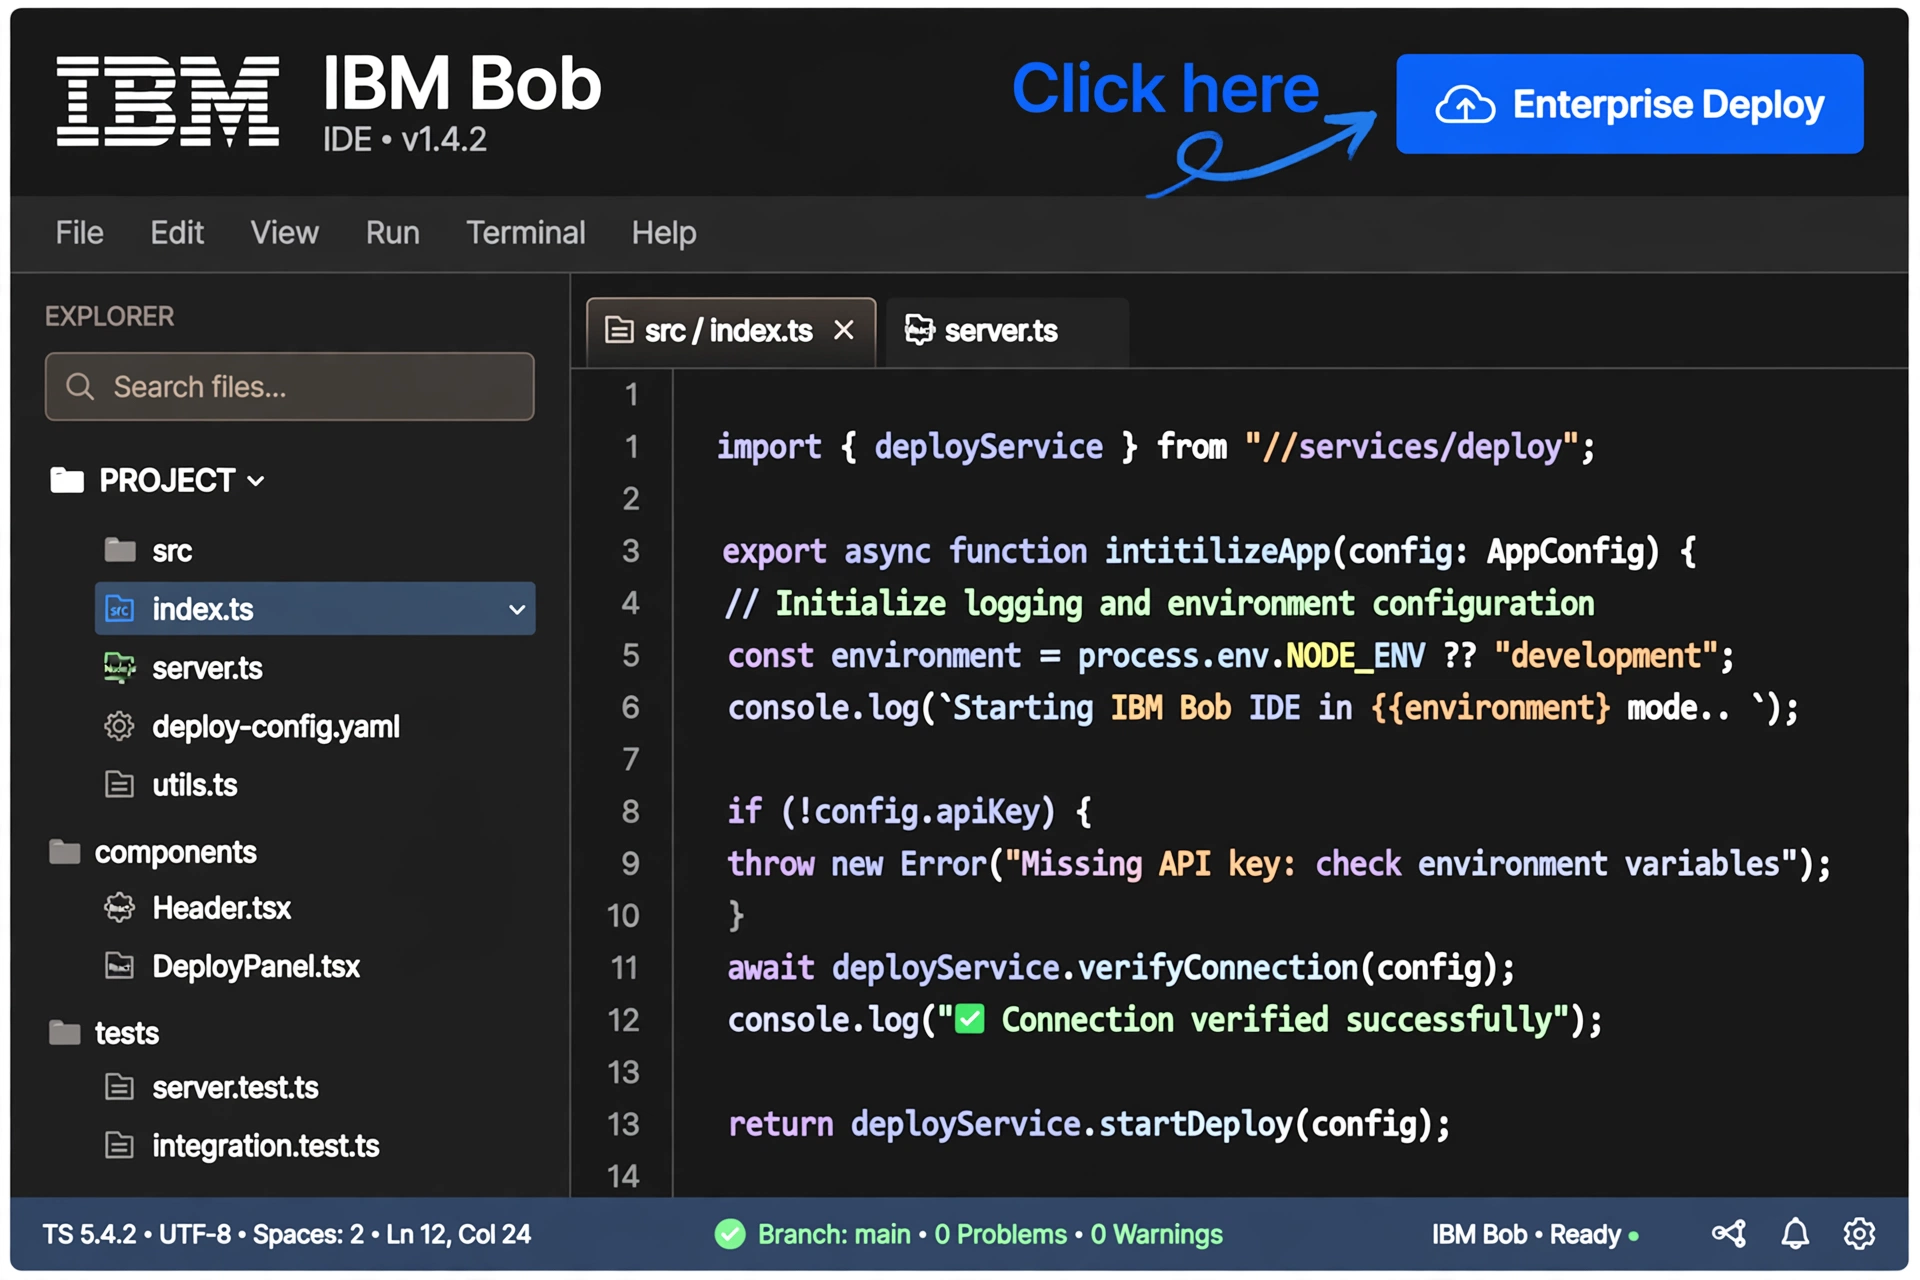 IBM
IBM Bob
IDE • v1.4.2
Click here
Enterprise Deploy
File Edit View Run Terminal Help
EXPLORER
Search files...
PROJECT
src
index.ts
server.ts
deploy-config.yaml
utils.ts
components
Header.tsx
DeployPanel.tsx
tests
server.test.ts
integration.test.ts
src / index.ts
server.ts
1
1 import { deployService } from "//services/deploy";
2
3 export async function intitilizeApp(config: AppConfig) {
4 // Initialize logging and environment configuration
5 const environment = process.env.NODE_ENV ?? "development";
6 console.log(`Starting IBM Bob IDE in {{environment} mode.. `);
7
8 if (!config.apiKey) {
9 throw new Error("Missing API key: check environment variables");
10 }
11 await deployService.verifyConnection(config);
12 console.log("✅ Connection verified successfully");
13
13 return deployService.startDeploy(config);
14
TS 5.4.2 • UTF-8 • Spaces: 2 • Ln 12, Col 24
Branch: main • 0 Problems • 0 Warnings
IBM Bob • Ready